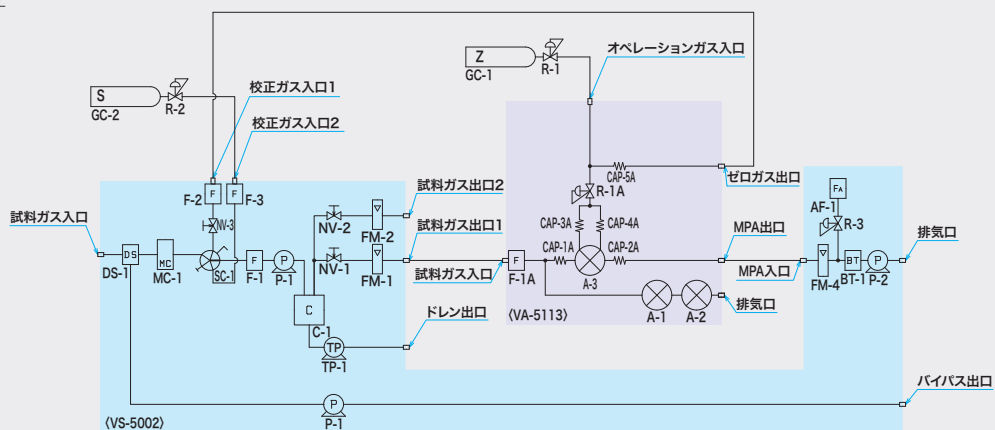 Z
GC-1
R-1
オペレーションガス入口
S
GC-2
R-2
校正ガス入口1
校正ガス入口2
CAP-5A
ゼロガス出口
R-1A
F
F
F-2
F-3
試料ガス出口2
FA
AF-1
試料ガス入口
NV-3
NV-2
FM-2
試料ガス出口1
CAP-3A
CAP-4A
MPA出口
R-3
排気口
DS
DS-1
MC
MC-1
SC-1
F
F-1
P
P-1
NV-1
FM-1
試料ガス入口
F
F-1A
CAP-1A
CAP-2A
A-3
MPA入口
FM-4
BT
BT-1
P
P-2
C
C-1
ドレン出口
〈VA-5113〉
A-1
A-2
排気口
TP
TP-1
バイパス出口
P
P-1
〈VS-5002〉